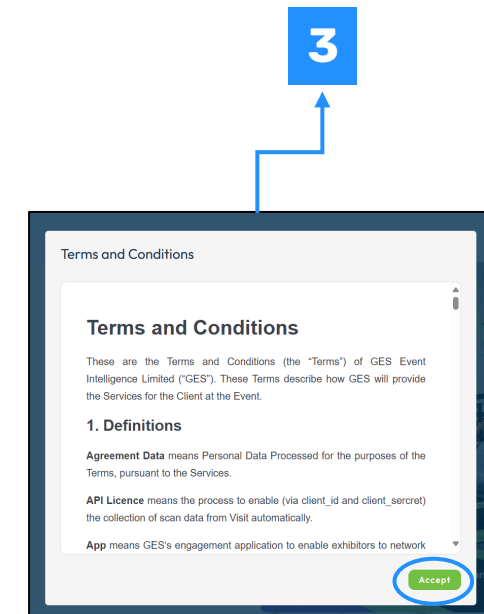 3
Terms and Conditions
Terms and Conditions
These are the Terms and Conditions (the “Terms”) of GES Event
Intelligence Limited (“GES”). These Terms describe how GES will provide
the Services for the Client at the Event.
1. Definitions
Agreement Data means Personal Data Processed for the purposes of the
Terms, pursuant to the Services.
API Licence means the process to enable (via client_id and client_sercret)
the collection of scan data from Visit automatically.
App means GES's engagement application to enable exhibitors to network
Accept